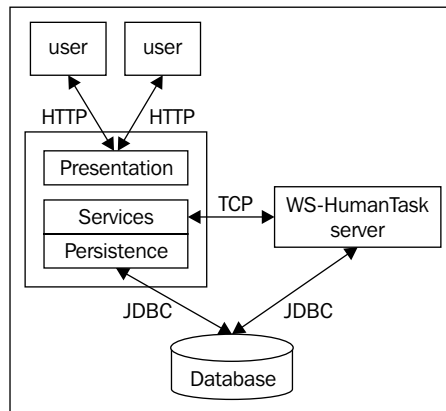 user
user
HTTP
HTTP
Presentation
Services
Persistence
TCP
WS-HumanTask
server
JDBC
JDBC
Database